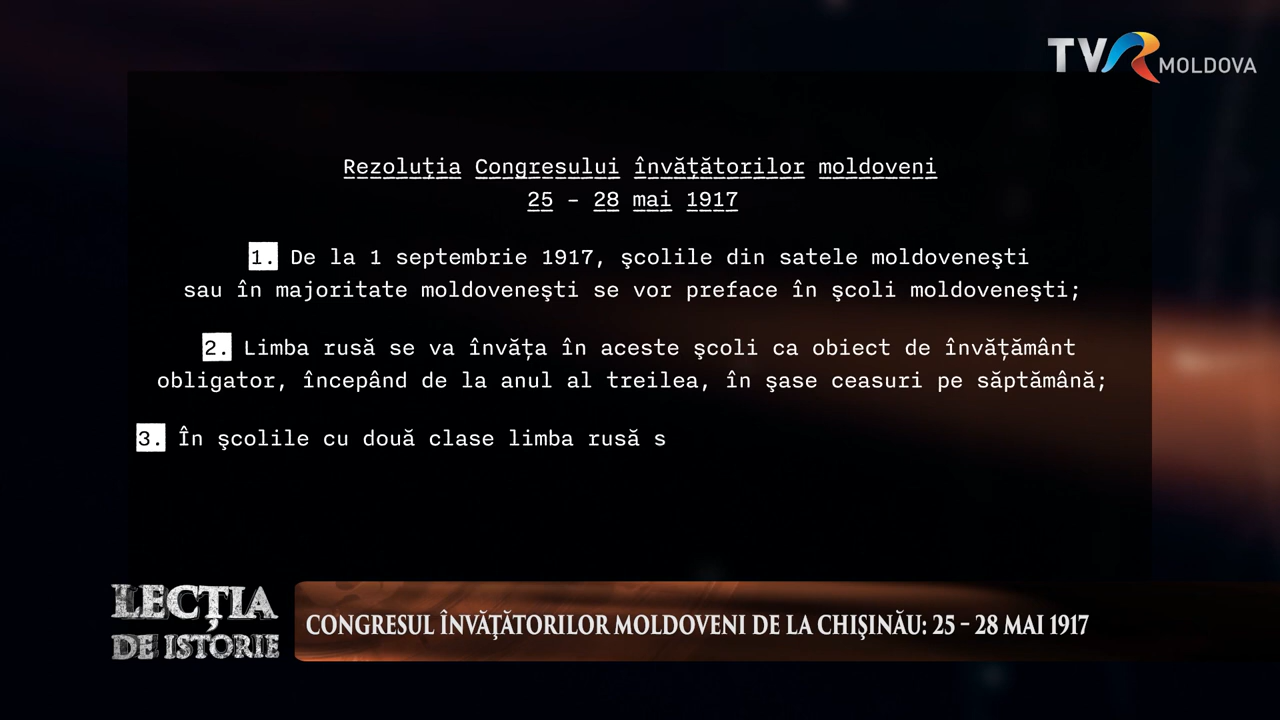 TVR MOLDOVA
Rezoluția Congresului învățătorilor moldoveni
25 – 28 mai 1917
1. De la 1 septembrie 1917, şcolile din satele moldoveneşti
sau în majoritate moldoveneşti se vor preface în şcoli moldoveneşti;
2. Limba rusă se va învăța în aceste şcoli ca obiect de învățământ
obligator, începând de la anul al treilea, în şase ceasuri pe săptămână;
3. În şcolile cu două clase limba rusă s
LECȚIA
DE ISTORIE
CONGRESUL ÎNVĂŢĂTORILOR MOLDOVENI DE LA CHIŞINĂU: 25 – 28 MAI 1917